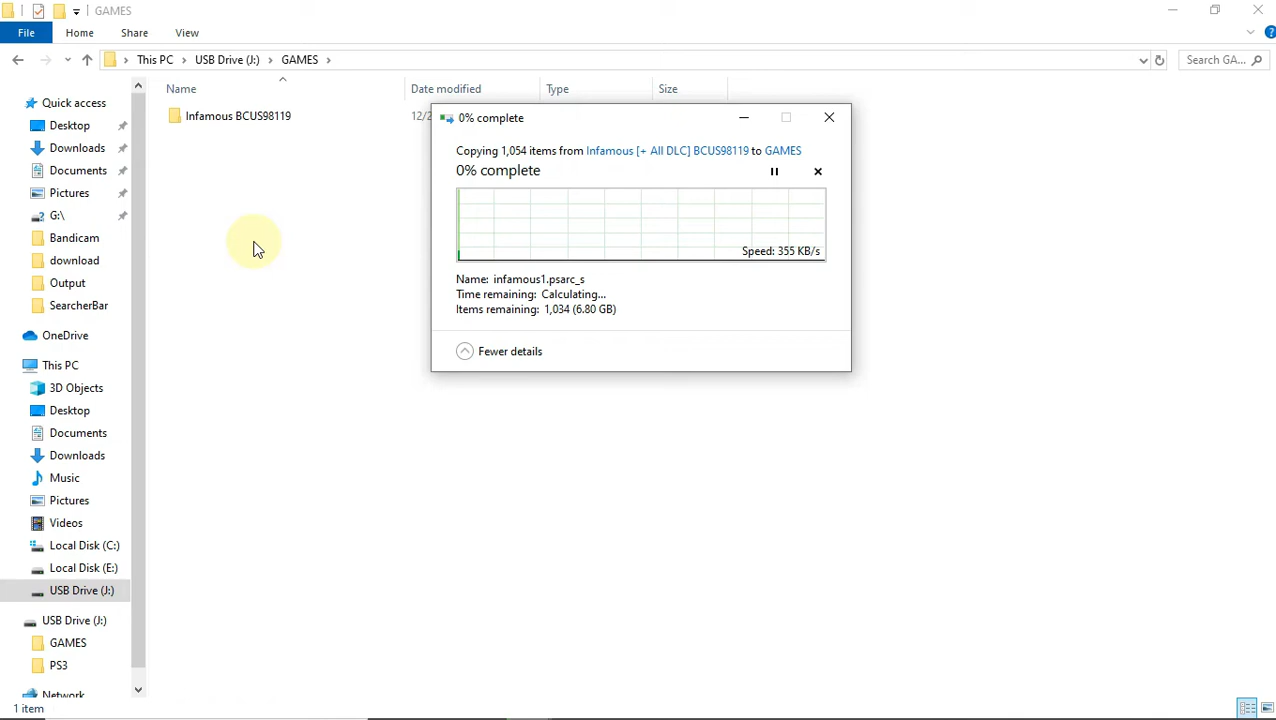 GAMES
File Home Share View
This PC USB Drive (J:) GAMES Search GA...
Name Date modified Type Size
Infamous BCUS98119 12/2
Quick access
Desktop
Downloads
Documents
Pictures
G:\
Bandicam
download
Output
SearcherBar
OneDrive
This PC
3D Objects
Desktop
Documents
Downloads
Music
Pictures
Videos
Local Disk (C:)
Local Disk (E:)
USB Drive (J:)
USB Drive (J:)
GAMES
PS3
Network
1 item
0% complete
Copying 1,054 items from Infamous [+ All DLC] BCUS98119 to GAMES
0% complete
Speed: 355 KB/s
Name: infamous1.psarc_s
Time remaining: Calculating...
Items remaining: 1,034 (6.80 GB)
Fewer details